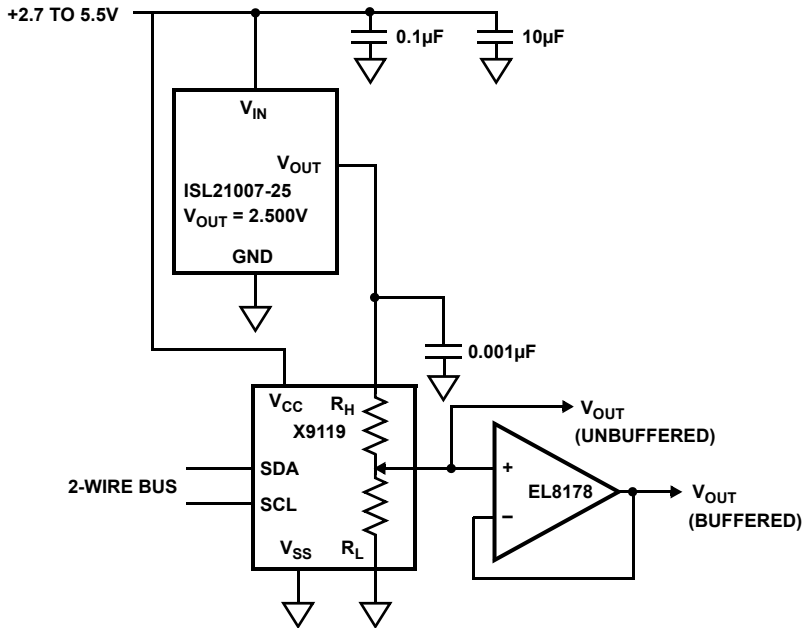 +2.7 TO 5.5V
0.1µF
10µF
VIN
VOUT
ISL21007-25
VOUT = 2.500V
GND
0.001µF
VCC
RH
X9119
VOUT
(UNBUFFERED)
2-WIRE BUS
SDA
SCL
+
EL8178
−
VOUT
(BUFFERED)
VSS
RL